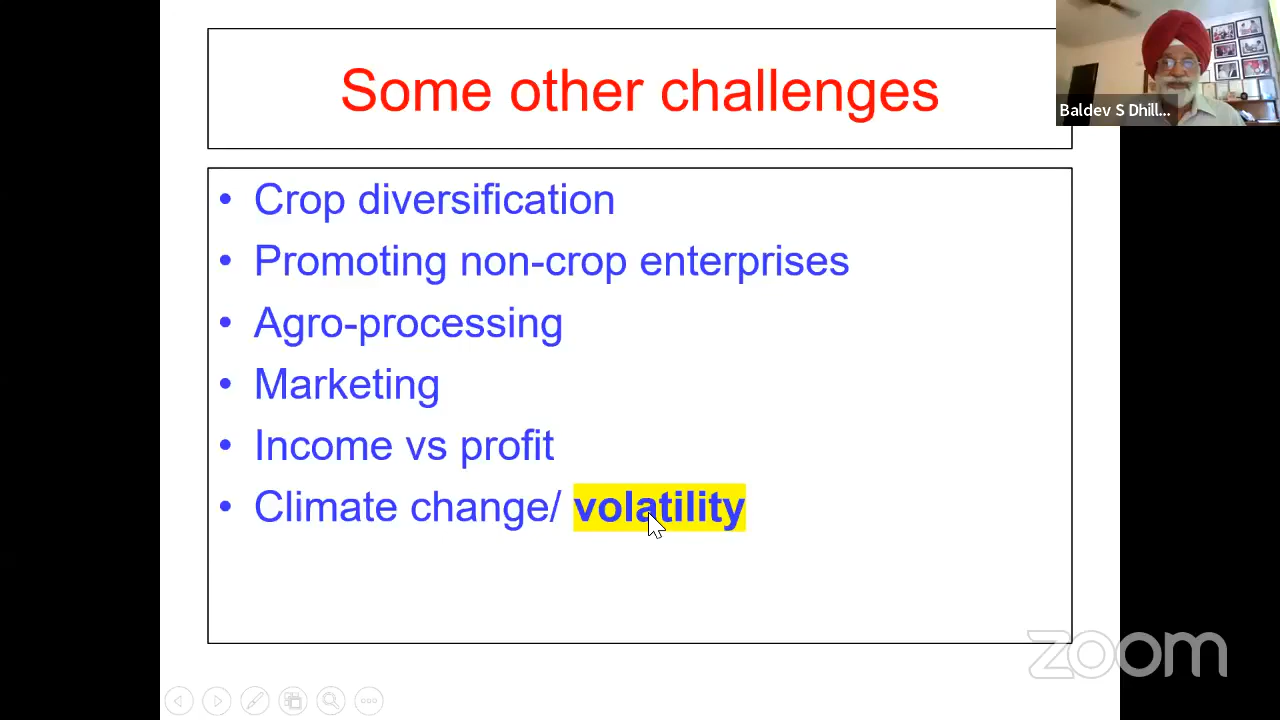 Some other challenges
Baldev S Dhill...
• Crop diversification
• Promoting non-crop enterprises
• Agro-processing
• Marketing
• Income vs profit
• Climate change/ volatility
zoom